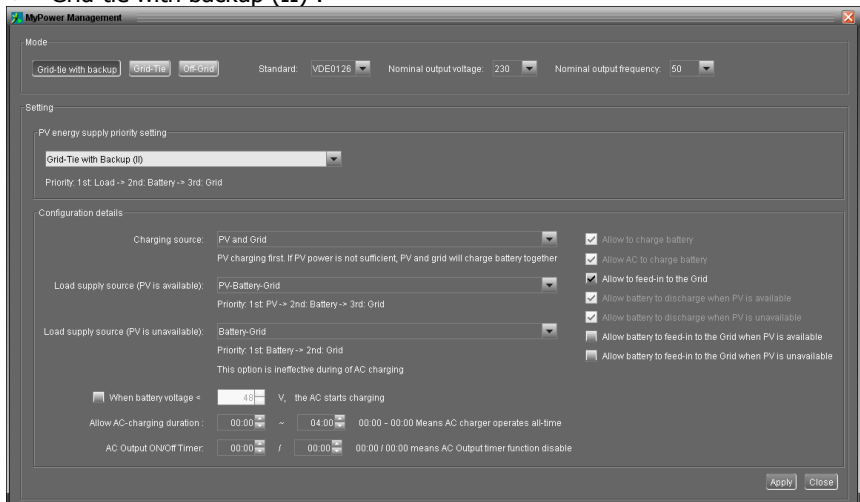 Grid-tie with backup (II) :
MyPower Management
Mode
Grid-tie with backup Grid-Tie Off-Grid Standard: VDE0126 Nominal output voltage: 230 Nominal output frequency: 50
Setting
PV energy supply priority setting
Grid-Tie with Backup (II)
Priority: 1st: Load -> 2nd: Battery -> 3rd: Grid
Configuration details
Charging source: PV and Grid
PV charging first. If PV power is not sufficient, PV and grid will charge battery together
Load supply source (PV is available): PV-Battery-Grid
Priority: 1st: PV -> 2nd: Battery -> 3rd: Grid
Load supply source (PV is unavailable): Battery-Grid
Priority: 1st: Battery -> 2nd: Grid
This option is ineffective during of AC charging
When battery voltage < 48 V, the AC starts charging
Allow AC-charging duration : 00:00 ~ 04:00 00:00 - 00:00 Means AC charger operates all-time
AC Output ON/Off Timer: 00:00 / 00:00 00:00 / 00:00 means AC Output timer function disable
Allow to charge battery
Allow AC to charge battery
Allow to feed-in to the Grid
Allow battery to discharge when PV is available
Allow battery to discharge when PV is unavailable
Allow battery to feed-in to the Grid when PV is available
Allow battery to feed-in to the Grid when PV is unavailable
Apply Close